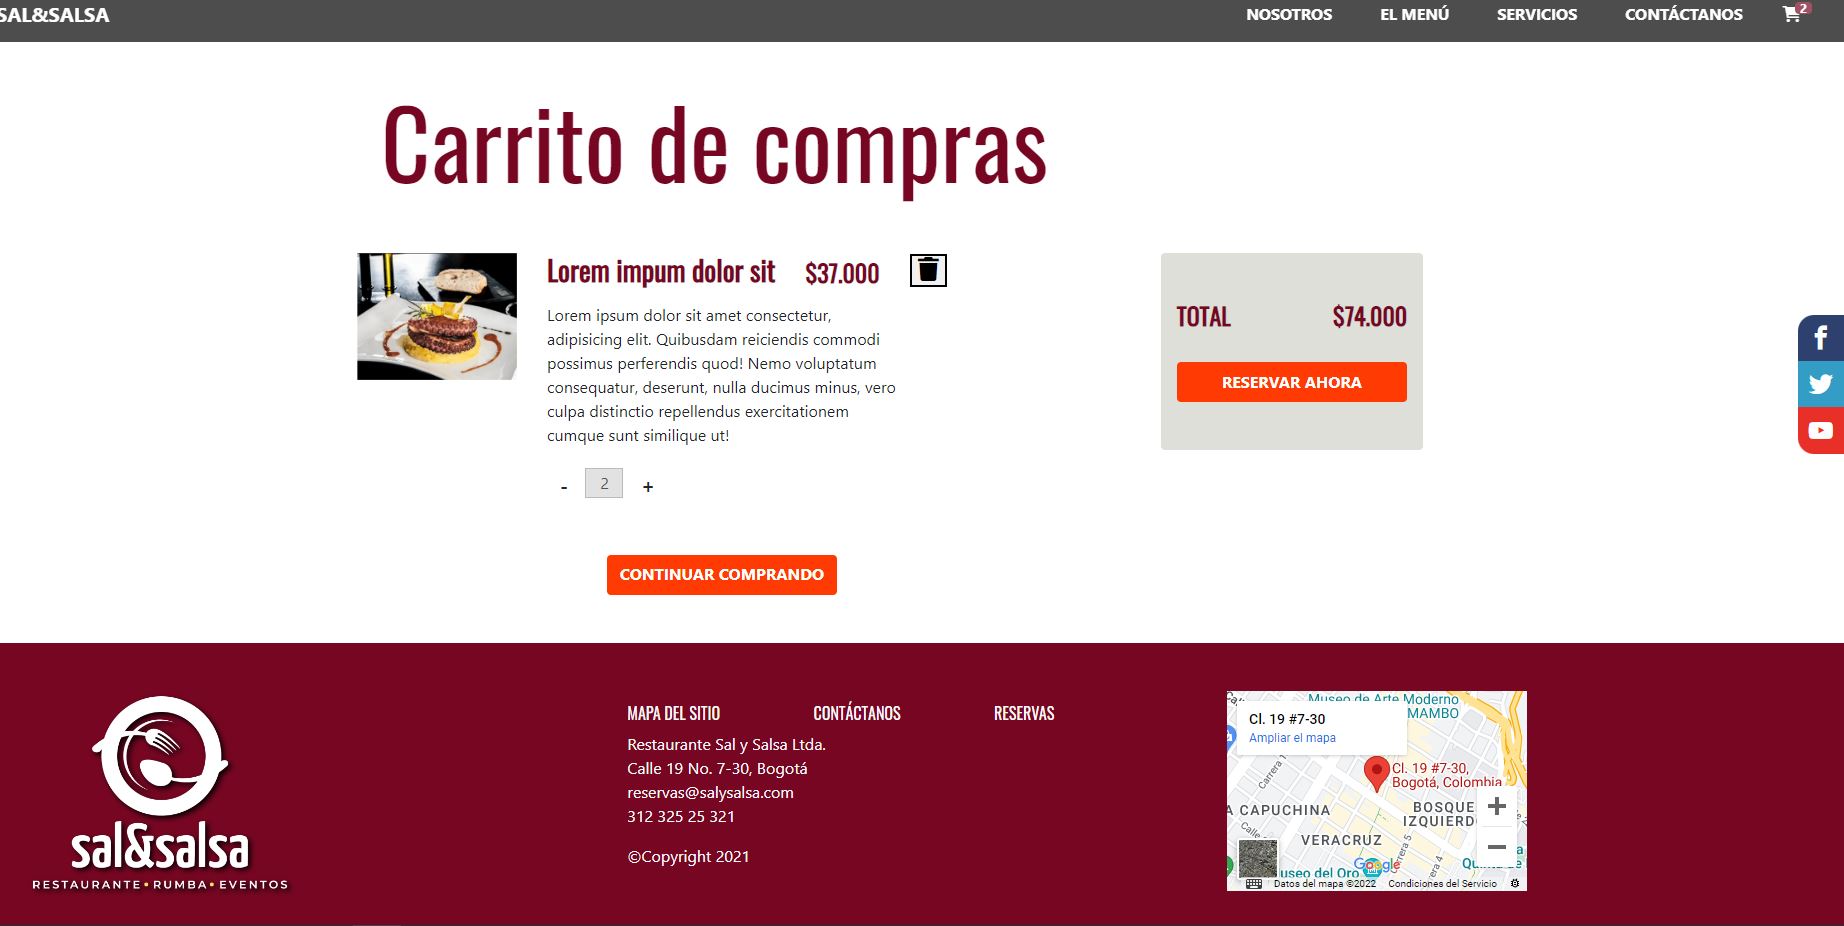 SAL&SALSA
NOSOTROS
EL MENÚ
SERVICIOS
CONTÁCTANOS
2
Carrito de compras
Lorem impum dolor sit
$37.000
Lorem ipsum dolor sit amet consectetur,
adipisicing elit. Quibusdam reiciendis commodi
possimus perferendis quod! Nemo voluptatum
consequatur, deserunt, nulla ducimus minus, vero
culpa distinctio repellendus exercitationem
cumque sunt similique ut!
- 2 +
CONTINUAR COMPRANDO
TOTAL $74.000
RESERVAR AHORA
sal&salsa
RESTAURANTE • RUMBA • EVENTOS
MAPA DEL SITIO
CONTÁCTANOS
RESERVAS
Restaurante Sal y Salsa Ltda.
Calle 19 No. 7-30, Bogotá
reservas@salysalsa.com
312 325 25 321
©Copyright 2021
Museo de Arte Moderno
MAMBO
Cl. 19 #7-30
Ampliar el mapa
Carrera
Cl. 19 #7-30,
Bogotá, Colombia
A CAPUCHINA
BOSQUE
IZQUIERD
Calle
VERACRUZ
Carrera 5
Carrera 4
Google
useo del Oro
Datos del mapa ©2022
Condiciones del Servicio